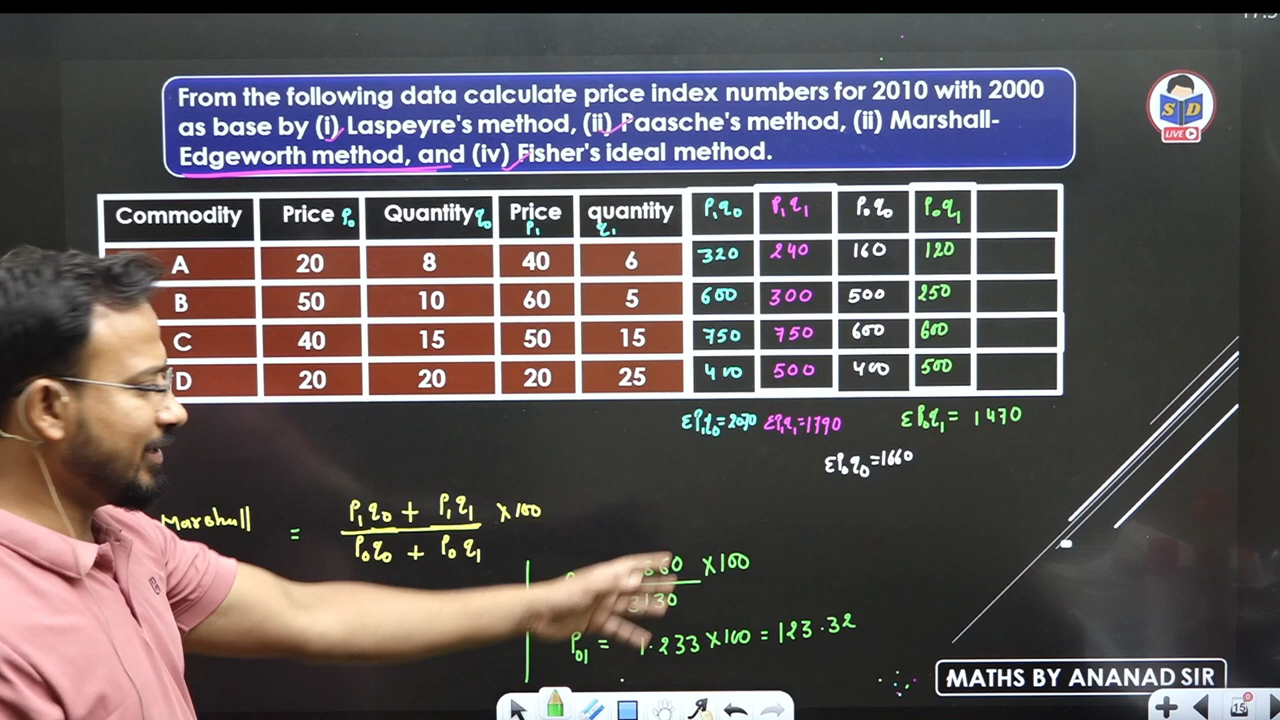 17:3
From the following data calculate price index numbers for 2010 with 2000
as base by (i) Laspeyre's method, (ii) Paasche's method, (ii) Marshall-
Edgeworth method, and (iv) Fisher's ideal method.
SD
LIVE
Commodity Price P₀ Quantity q₀ Price P₁ quantity q₁ P₁q₀ P₁q₁ P₀q₀ P₀q₁
A 20 8 40 6 320 240 160 120
B 50 10 60 5 600 300 500 250
C 40 15 50 15 750 750 600 600
D 20 20 20 25 400 500 400 500
ΣP₁q₀=2070 ΣP₁q₁=1790 ΣP₀q₁= 1470
ΣP₀q₀=1660
Marshall = P₁q₀ + P₁q₁ / P₀q₀ + P₀q₁ ×100
60 ×100
3130
P₀₁ = 1.233 ×100 = 123.32
MATHS BY ANANAD SIR
15